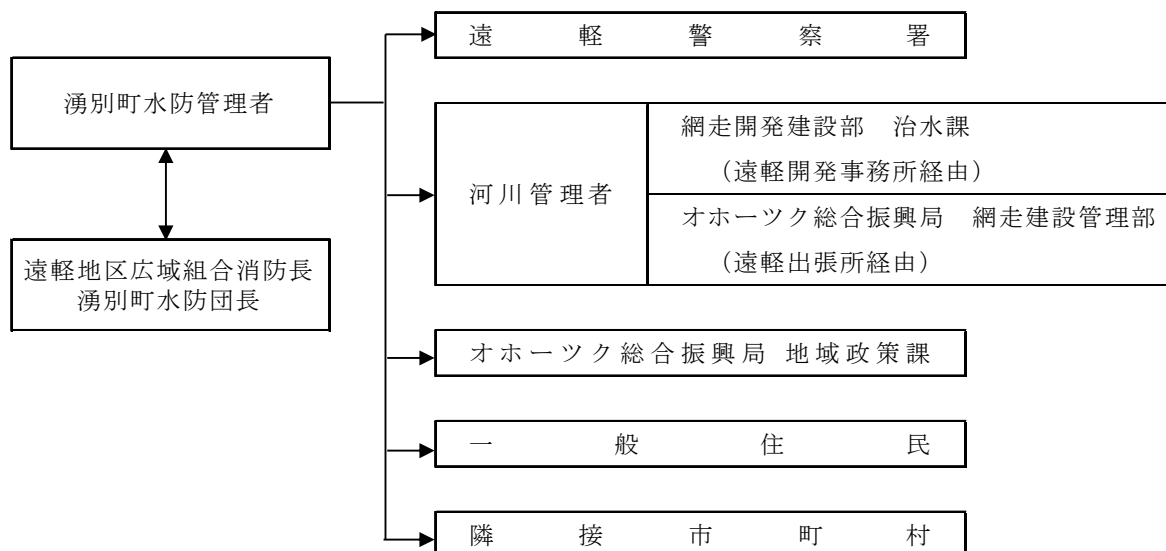 遠軽警察署
湧別町水防管理者
網走開発建設部　治水課
（遠軽開発事務所経由）
河川管理者
オホーツク総合振興局　網走建設管理部
（遠軽出張所経由）
遠軽地区広域組合消防長
湧別町水防団長
オホーツク総合振興局 地域政策課
一般住民
隣接市町村